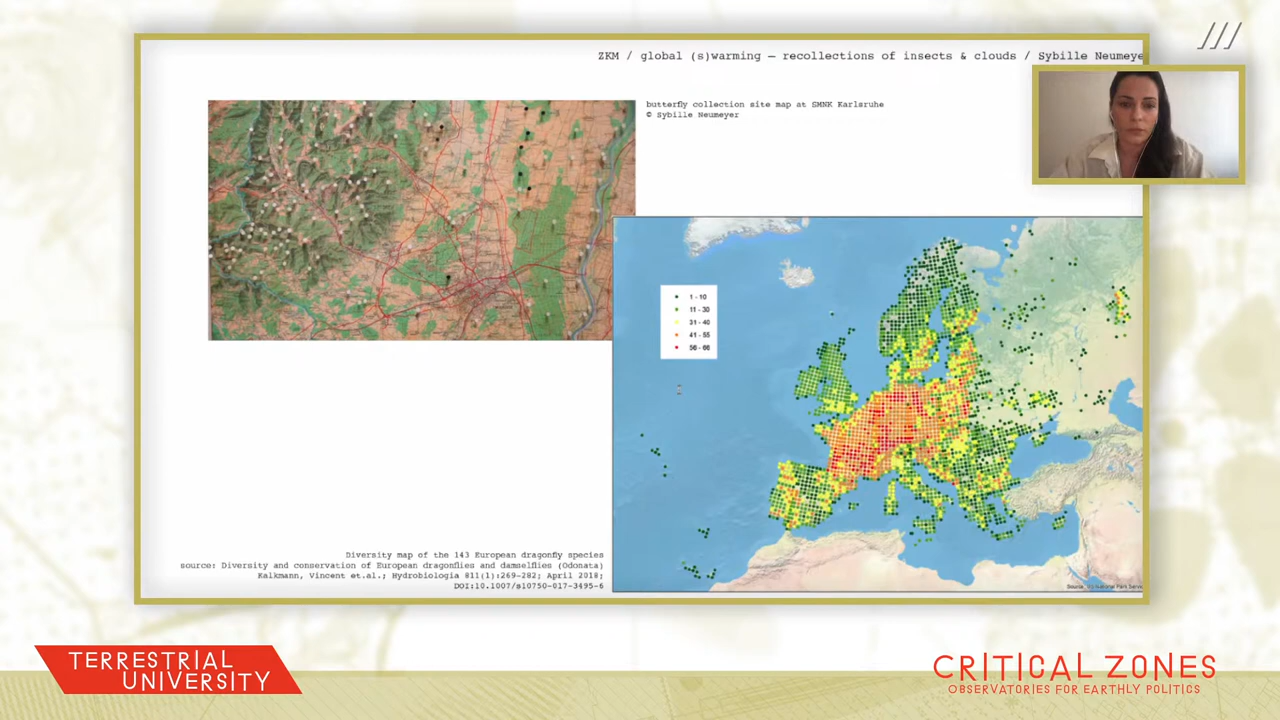 ZKM / global (s)warming — recollections of insects & clouds / Sybille Neumeye
butterfly collection site map at SMNK Karlsruhe
© Sybille Neumeyer
1 - 10
11 - 30
31 - 40
41 - 55
56 - 66
Diversity map of the 143 European dragonfly species
source: Diversity and conservation of European dragonflies and damselflies (Odonata)
Kalkmann, Vincent et.al.; Hydrobiologia 811(1):269-282; April 2018;
DOI:10.1007/s10750-017-3495-6
TERRESTRIAL
UNIVERSITY
CRITICAL ZONES
OBSERVATORIES FOR EARTHLY POLITICS